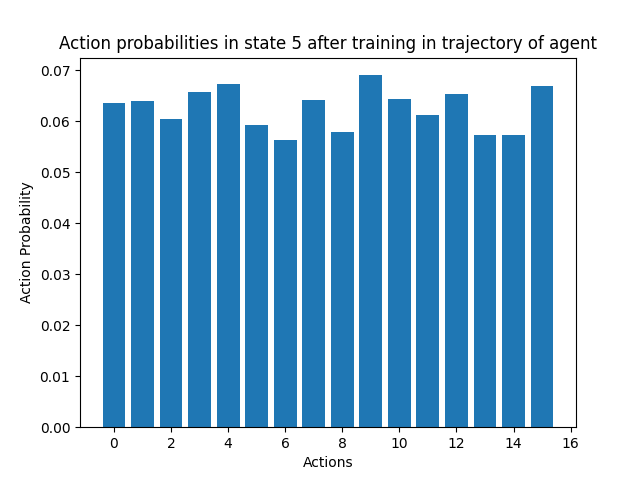 Action probabilities in state 5 after training in trajectory of agent
0.07
0.06
0.05
0.04
0.03
0.02
0.01
0.00
Action Probability
0 2 4 6 8 10 12 14 16
Actions